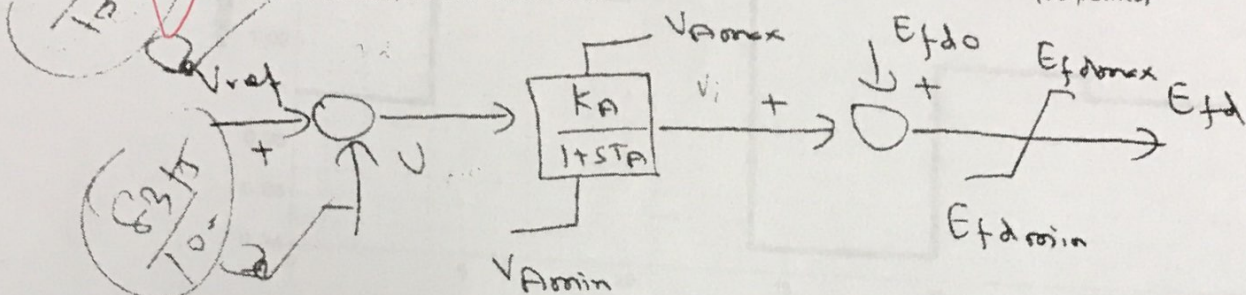 VAmax
Efdo
Efdmax
Vref
+
KA
1+STA
Vi
+
+
Efd
+
U
VAmin
Efdmin